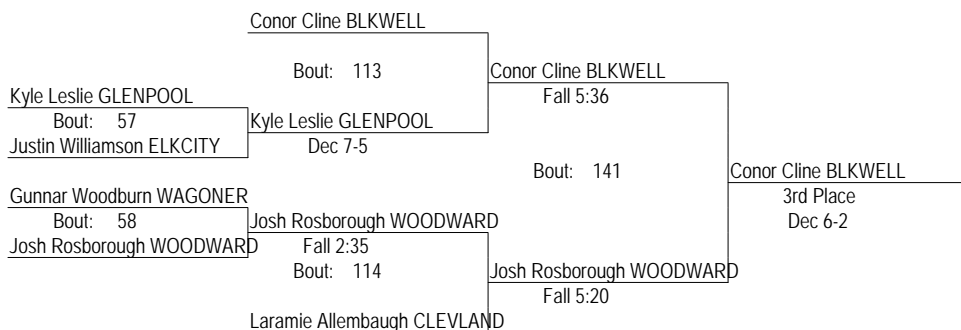 Conor Cline BLKWELL
Bout: 113
Conor Cline BLKWELL
Kyle Leslie GLENPOOL
Fall 5:36
Bout: 57
Kyle Leslie GLENPOOL
Justin Williamson ELKCITY
Dec 7-5
Bout: 141
Conor Cline BLKWELL
Gunnar Woodburn WAGONER
3rd Place
Bout: 58
Josh Rosborough WOODWARD
Dec 6-2
Josh Rosborough WOODWARD
Fall 2:35
Bout: 114
Josh Rosborough WOODWARD
Fall 5:20
Laramie Allembaugh CLEVLAND